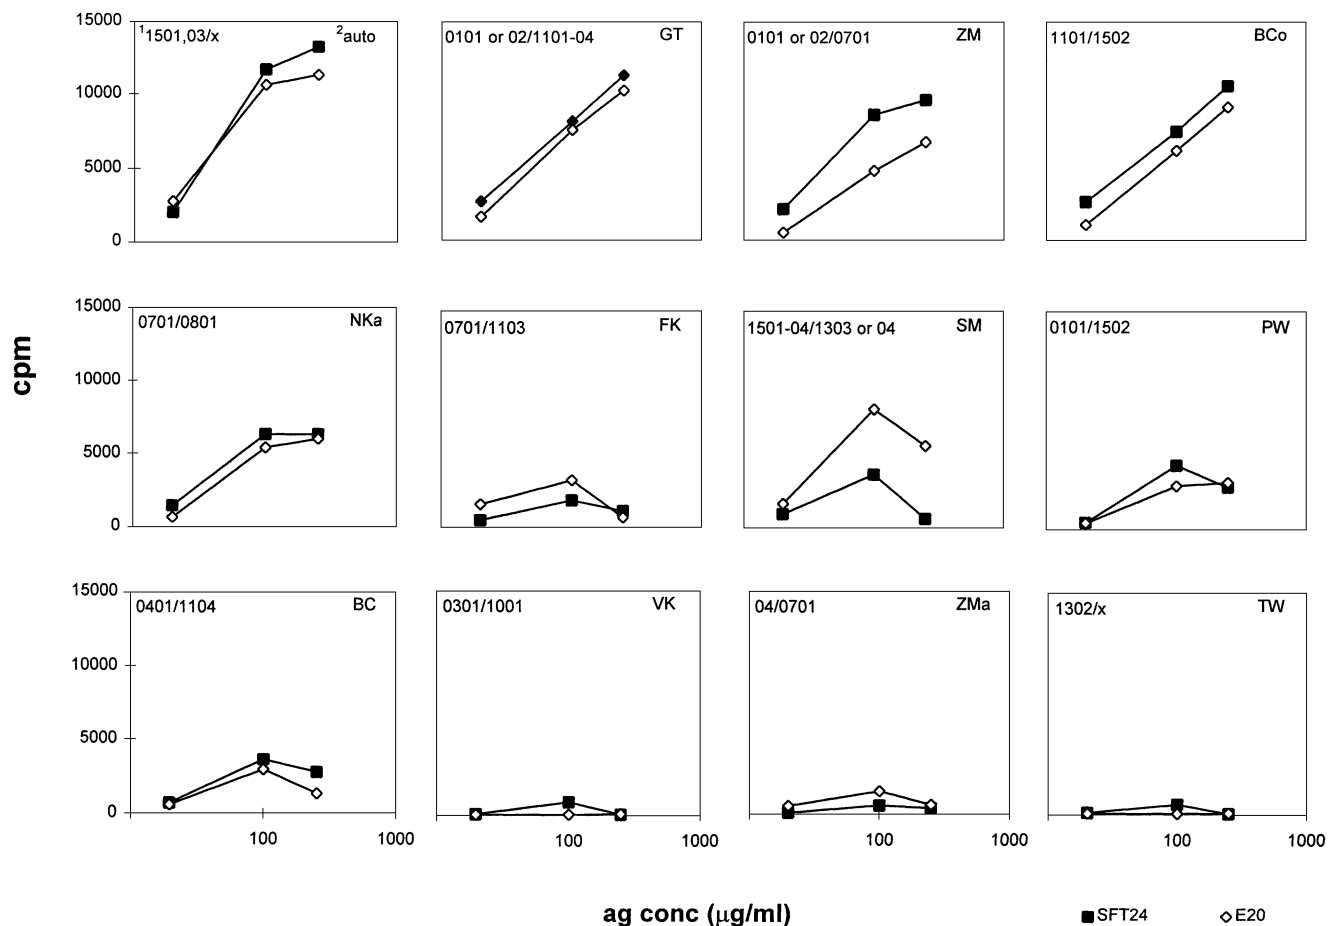 15000
10000
5000
0
¹1501,03/x ²auto
0101 or 02/1101-04 GT
0101 or 02/0701 ZM
1101/1502 BCo
cpm
15000
10000
5000
0
0701/0801 NKa
0701/1103 FK
1501-04/1303 or 04 SM
0101/1502 PW
15000
10000
5000
0
0401/1104 BC
0301/1001 VK
04/0701 ZMa
1302/x TW
100 1000
100 1000
100 1000
100 1000
ag conc (μg/ml)
SFT24 E20